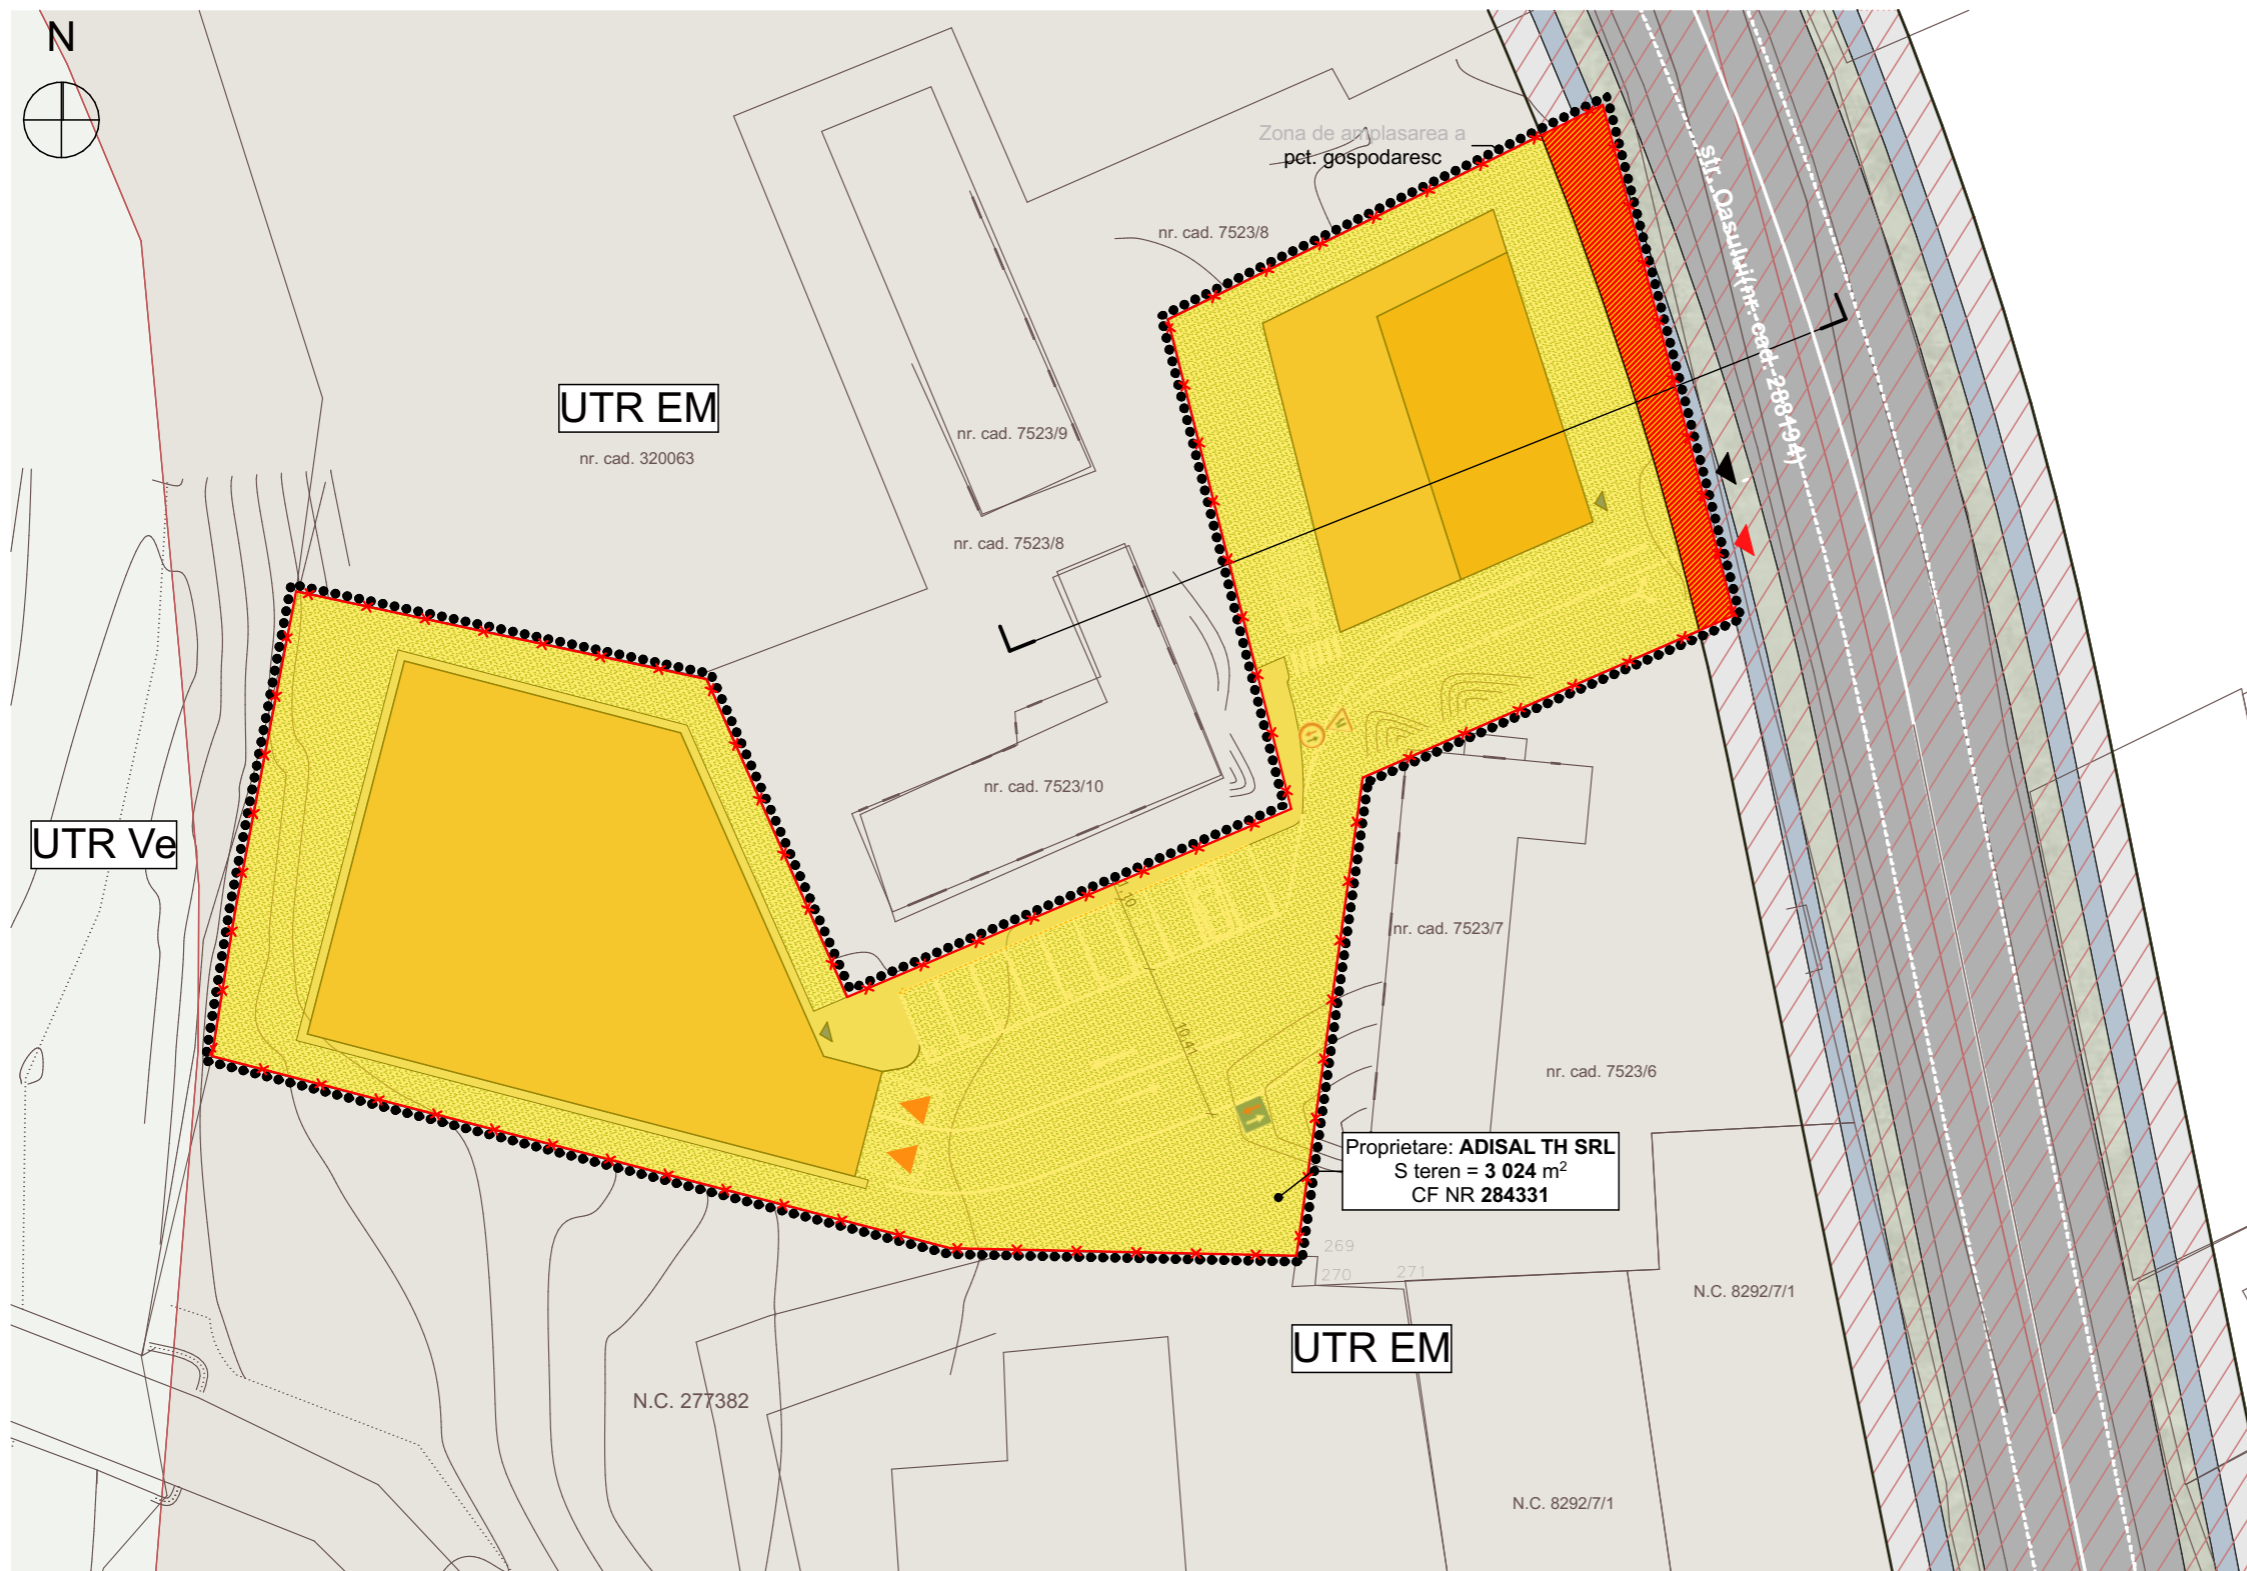 N
Zona de amplasarea a
pct. gospodaresc
nr. cad. 7523/8
str. Oasului(nr. cad. 288194)
UTR EM
nr. cad. 320063
nr. cad. 7523/9
nr. cad. 7523/8
nr. cad. 7523/10
UTR Ve
10
10,41
nr. cad. 7523/7
nr. cad. 7523/6
Proprietare: ADISAL TH SRL
S teren = 3 024 m²
CF NR 284331
269
270
271
N.C. 8292/7/1
UTR EM
N.C. 277382
N.C. 8292/7/1